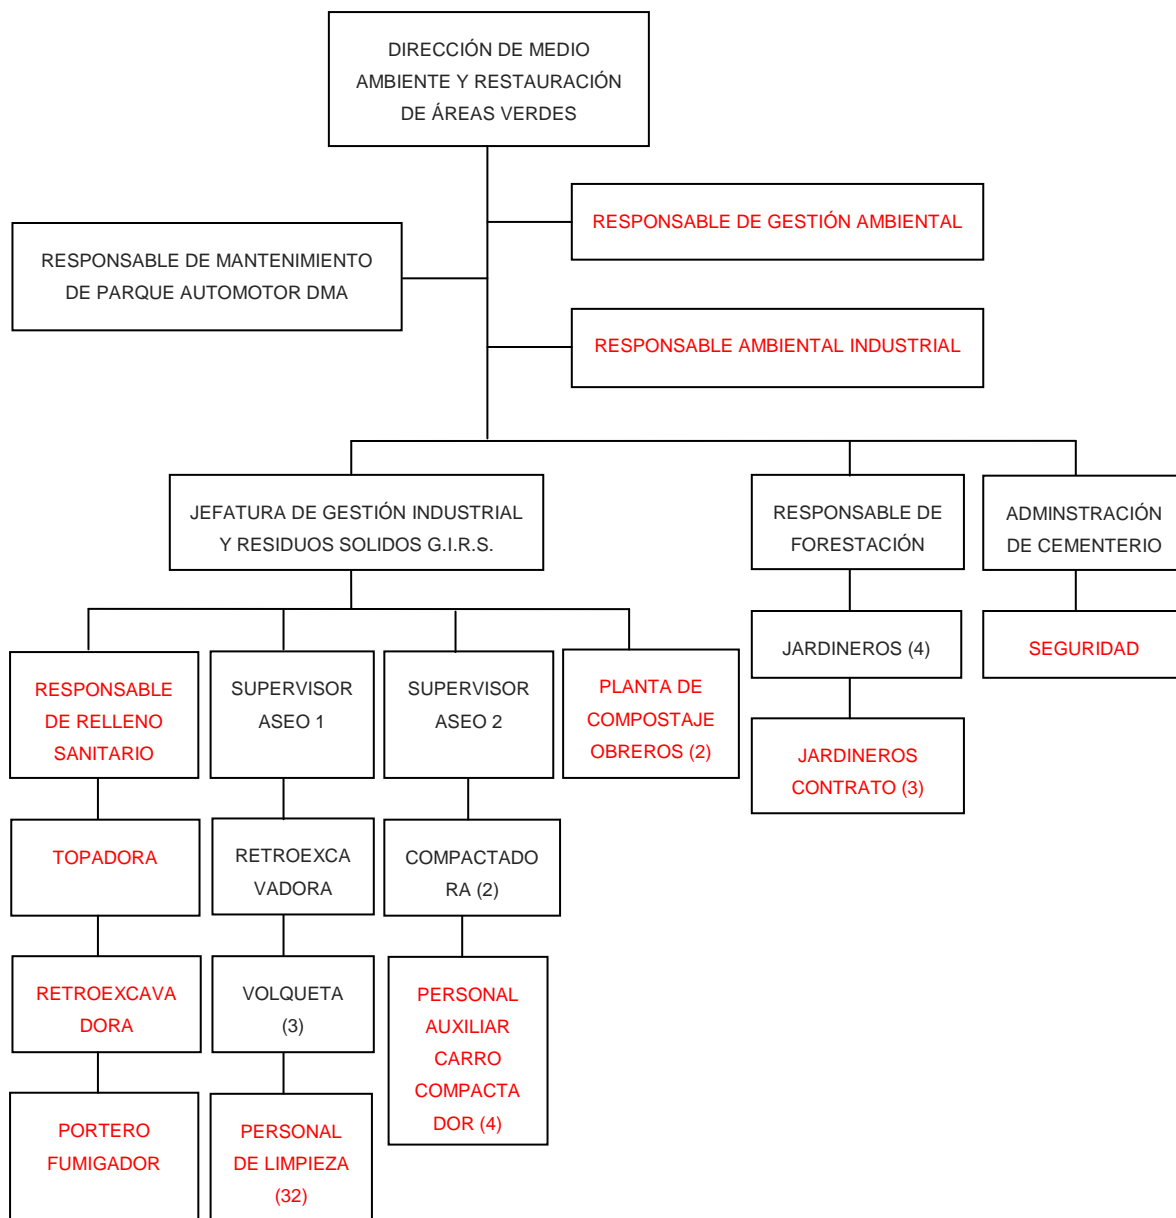 DIRECCIÓN DE MEDIO
AMBIENTE Y RESTAURACIÓN
DE ÁREAS VERDES
RESPONSABLE DE GESTIÓN AMBIENTAL
RESPONSABLE DE MANTENIMIENTO
DE PARQUE AUTOMOTOR DMA
RESPONSABLE AMBIENTAL INDUSTRIAL
JEFATURA DE GESTIÓN INDUSTRIAL
Y RESIDUOS SOLIDOS G.I.R.S.
RESPONSABLE DE
FORESTACIÓN
ADMINSTRACIÓN
DE CEMENTERIO
JARDINEROS (4)
SEGURIDAD
RESPONSABLE
DE RELLENO
SANITARIO
SUPERVISOR
ASEO 1
SUPERVISOR
ASEO 2
PLANTA DE
COMPOSTAJE
OBREROS (2)
JARDINEROS
CONTRATO (3)
TOPADORA
RETROEXCA
VADORA
COMPACTADO
RA (2)
RETROEXCAVA
DORA
VOLQUETA
(3)
PERSONAL
AUXILIAR
CARRO
COMPACTA
DOR (4)
PORTERO
FUMIGADOR
PERSONAL
DE LIMPIEZA
(32)